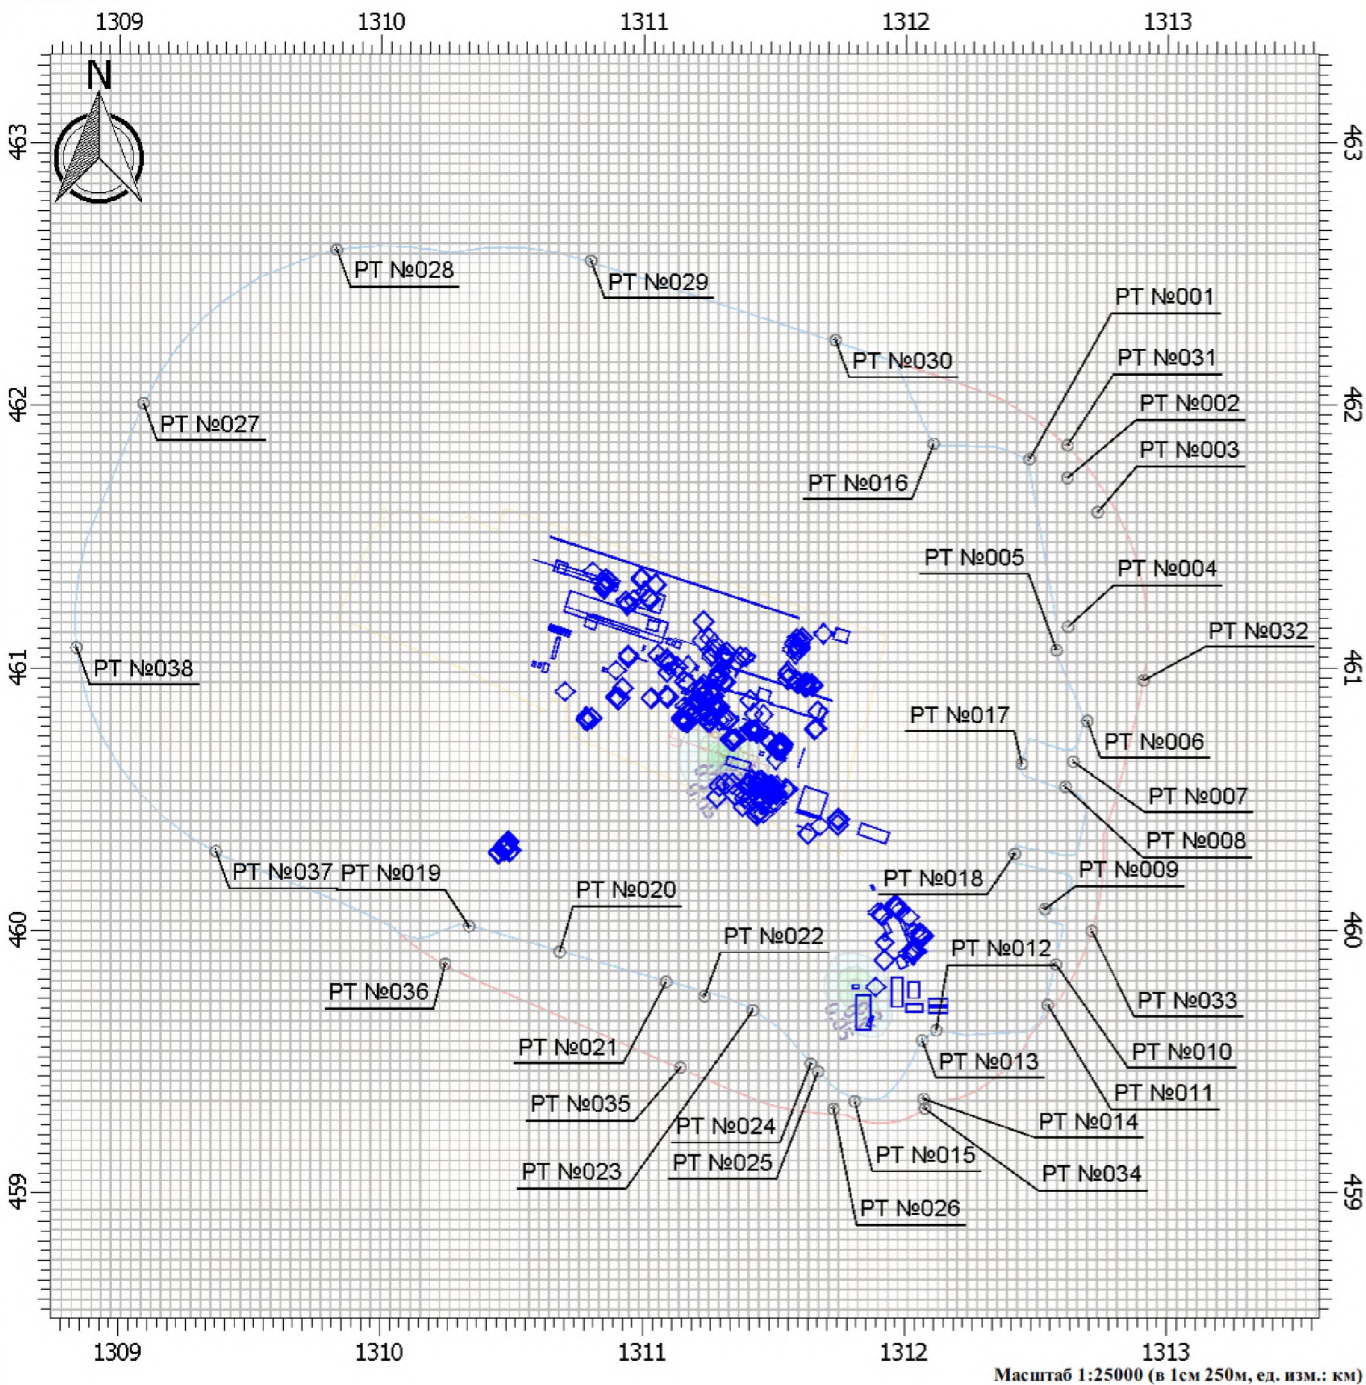 1309 1310 1311 1312 1313
N
463 463
РТ №028
РТ №029
РТ №001
РТ №030
РТ №031
462 462
РТ №002
РТ №027
РТ №003
РТ №016
РТ №005
РТ №004
РТ №032
461 461
РТ №038
РТ №017
РТ №006
РТ №007
РТ №008
РТ №037
РТ №019
РТ №018
РТ №009
РТ №020
460 460
РТ №022
РТ №012
РТ №036
РТ №033
РТ №021
РТ №013
РТ №010
РТ №011
РТ №035
РТ №024
РТ №014
РТ №015
РТ №025
РТ №023
РТ №034
459 459
РТ №026
1309 1310 1311 1312 1313
Масштаб 1:25000 (в 1см 250м, ед. изм.: км)